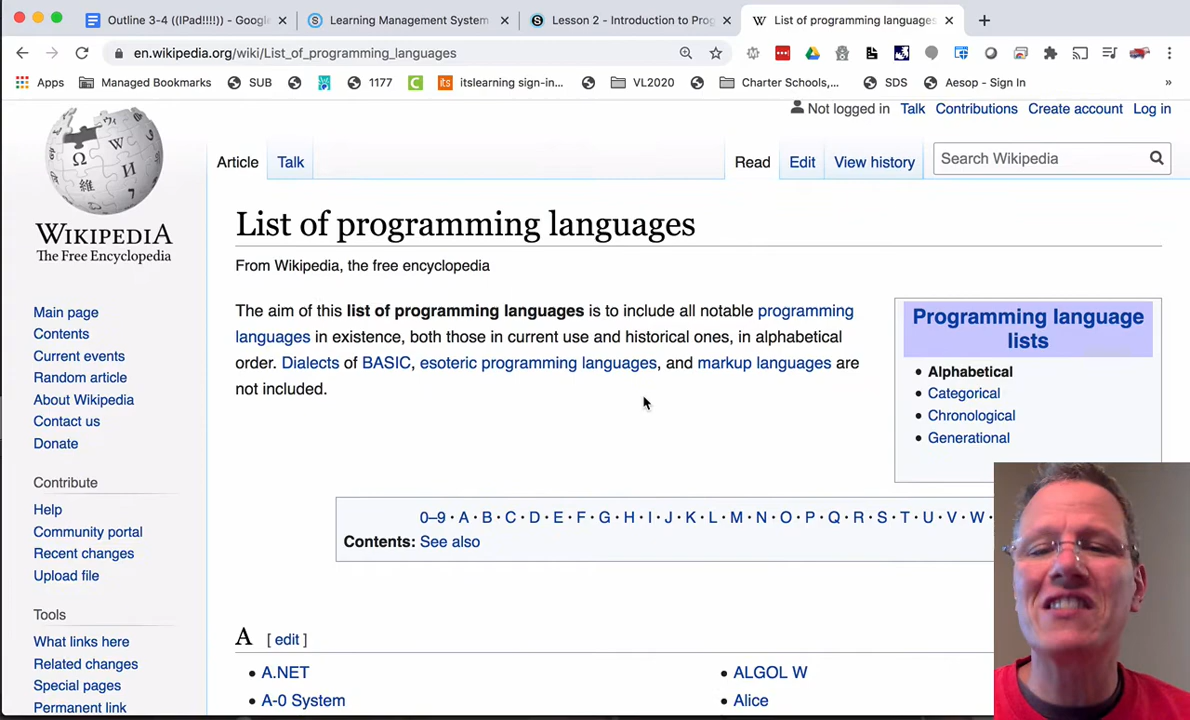 Outline 3-4 ((IPad!!!!)) - Google
Learning Management System
Lesson 2 - Introduction to Prog
List of programming languages
en.wikipedia.org/wiki/List_of_programming_languages
Apps
Managed Bookmarks
SUB
1177
itslearning sign-in...
VL2020
Charter Schools,...
SDS
Aesop - Sign In
»
Not logged in Talk Contributions Create account Log in
Article Talk
Read Edit View history
Search Wikipedia
WIKIPEDIA
The Free Encyclopedia
Main page
Contents
Current events
Random article
About Wikipedia
Contact us
Donate
Contribute
Help
Community portal
Recent changes
Upload file
Tools
What links here
Related changes
Special pages
Permanent link
List of programming languages
From Wikipedia, the free encyclopedia
The aim of this list of programming languages is to include all notable programming
languages in existence, both those in current use and historical ones, in alphabetical
order. Dialects of BASIC, esoteric programming languages, and markup languages are
not included.
Programming language
lists
• Alphabetical
• Categorical
• Chronological
• Generational
0–9 · A · B · C · D · E · F · G · H · I · J · K · L · M · N · O · P · Q · R · S · T · U · V · W ·
Contents: See also
A [ edit ]
• A.NET
• A-0 System
• ALGOL W
• Alice